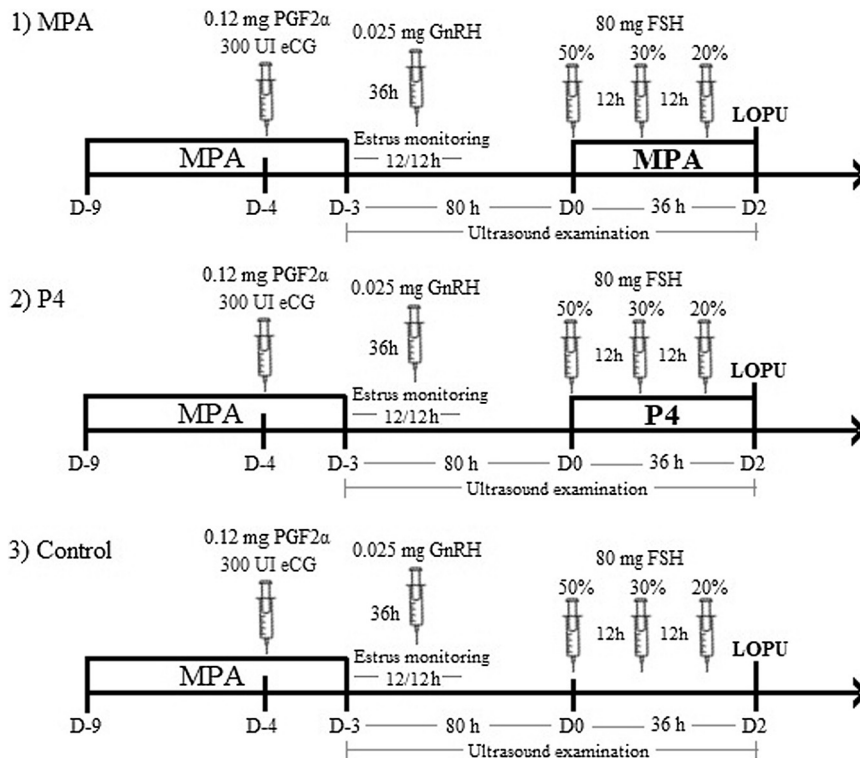 1) MPA
0.12 mg PGF2α
300 UI eCG
0.025 mg GnRH
36h
80 mg FSH
50% 30% 20%
12h 12h
LOPU
Estrus monitoring
12/12h
MPA
MPA
D-9 D-4 D-3 80 h D0 36 h D2
Ultrasound examination
2) P4
0.12 mg PGF2α
300 UI eCG
0.025 mg GnRH
36h
80 mg FSH
50% 30% 20%
12h 12h
LOPU
Estrus monitoring
12/12h
MPA
P4
D-9 D-4 D-3 80 h D0 36 h D2
Ultrasound examination
3) Control
0.12 mg PGF2α
300 UI eCG
0.025 mg GnRH
36h
80 mg FSH
50% 30% 20%
12h 12h
LOPU
Estrus monitoring
12/12h
MPA
D-9 D-4 D-3 80 h D0 36 h D2
Ultrasound examination